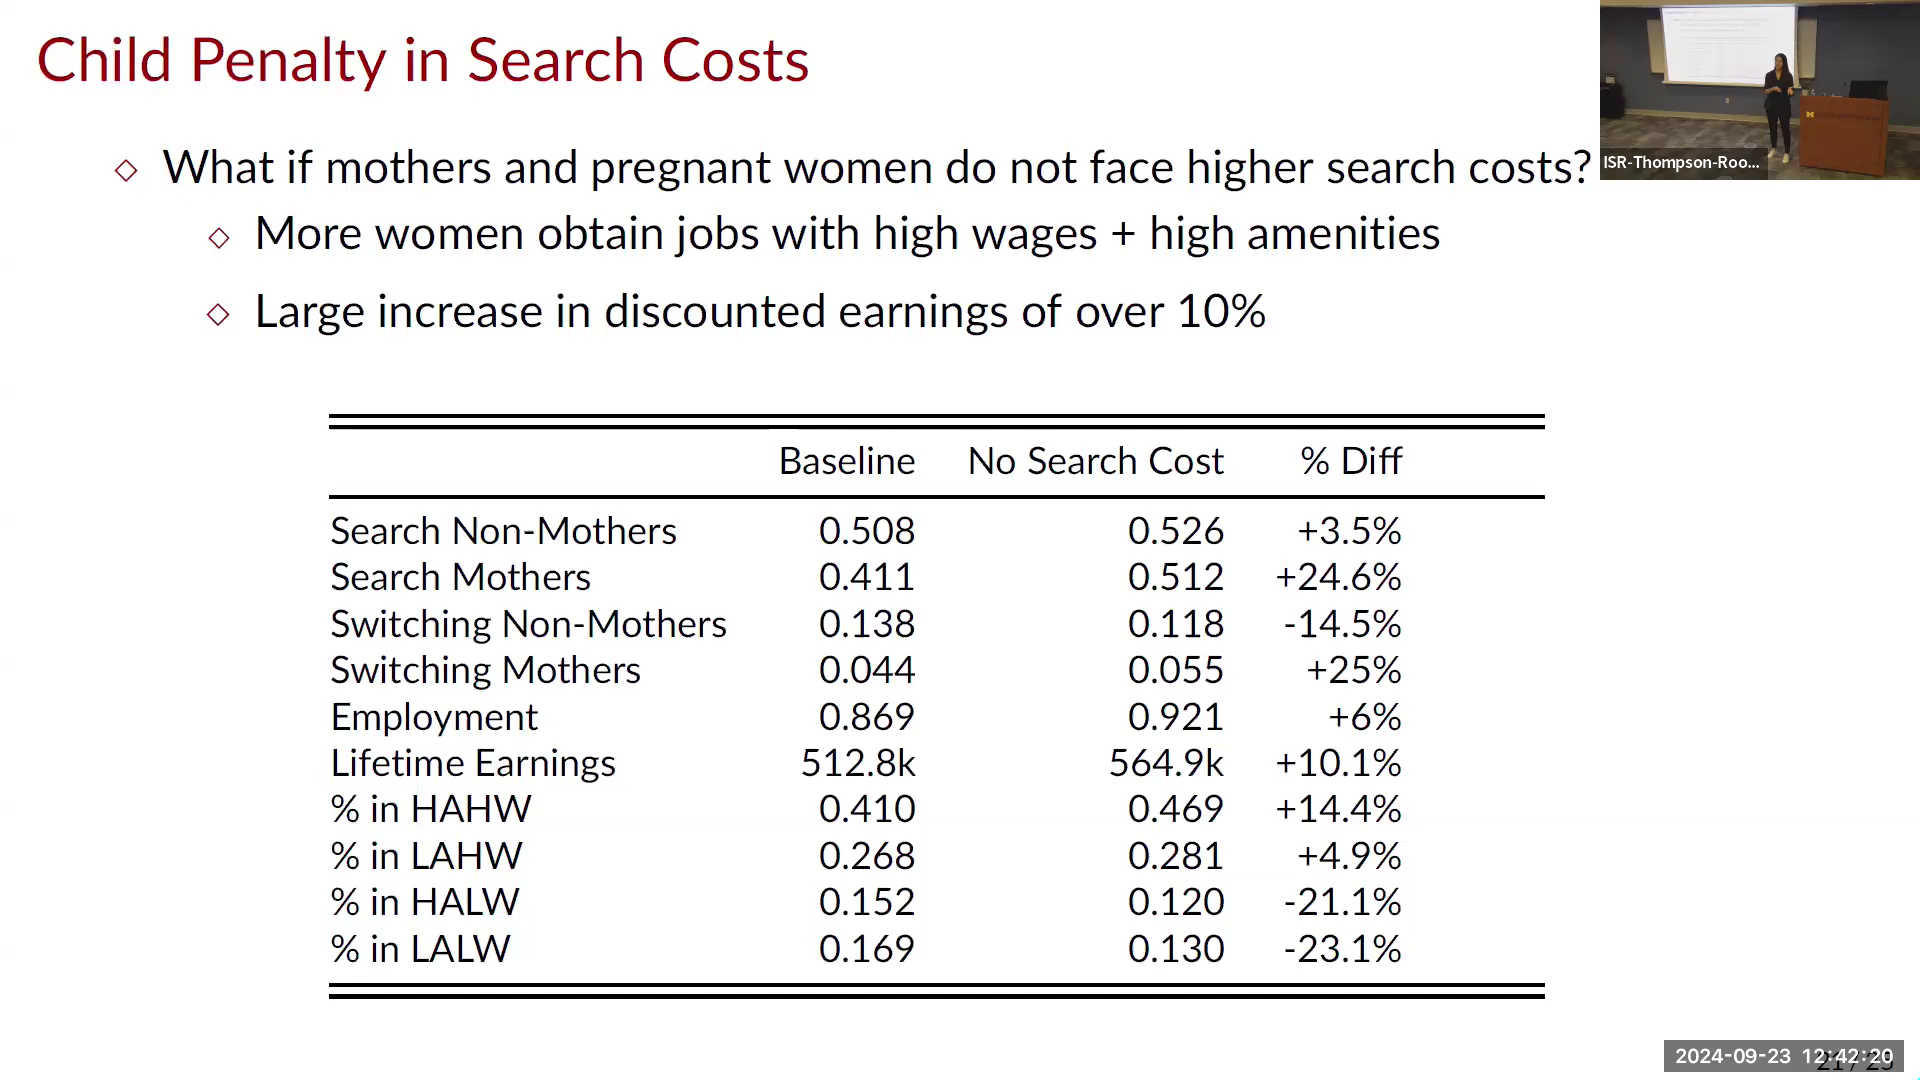 Child Penalty in Search Costs
What if mothers and pregnant women do not face higher search costs?
More women obtain jobs with high wages + high amenities
Large increase in discounted earnings of over 10%
Baseline No Search Cost % Diff
Search Non-Mothers 0.508 0.526 +3.5%
Search Mothers 0.411 0.512 +24.6%
Switching Non-Mothers 0.138 0.118 -14.5%
Switching Mothers 0.044 0.055 +25%
Employment 0.869 0.921 +6%
Lifetime Earnings 512.8k 564.9k +10.1%
% in HAHW 0.410 0.469 +14.4%
% in LAHW 0.268 0.281 +4.9%
% in HALW 0.152 0.120 -21.1%
% in LALW 0.169 0.130 -23.1%
ISR-Thompson-Roo...
M
2024-09-23 12:42:20